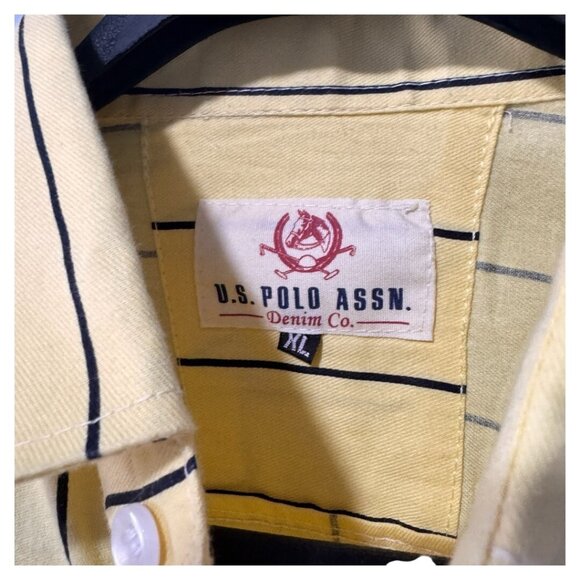 U.S. POLO ASSN.
Denim Co.
XL